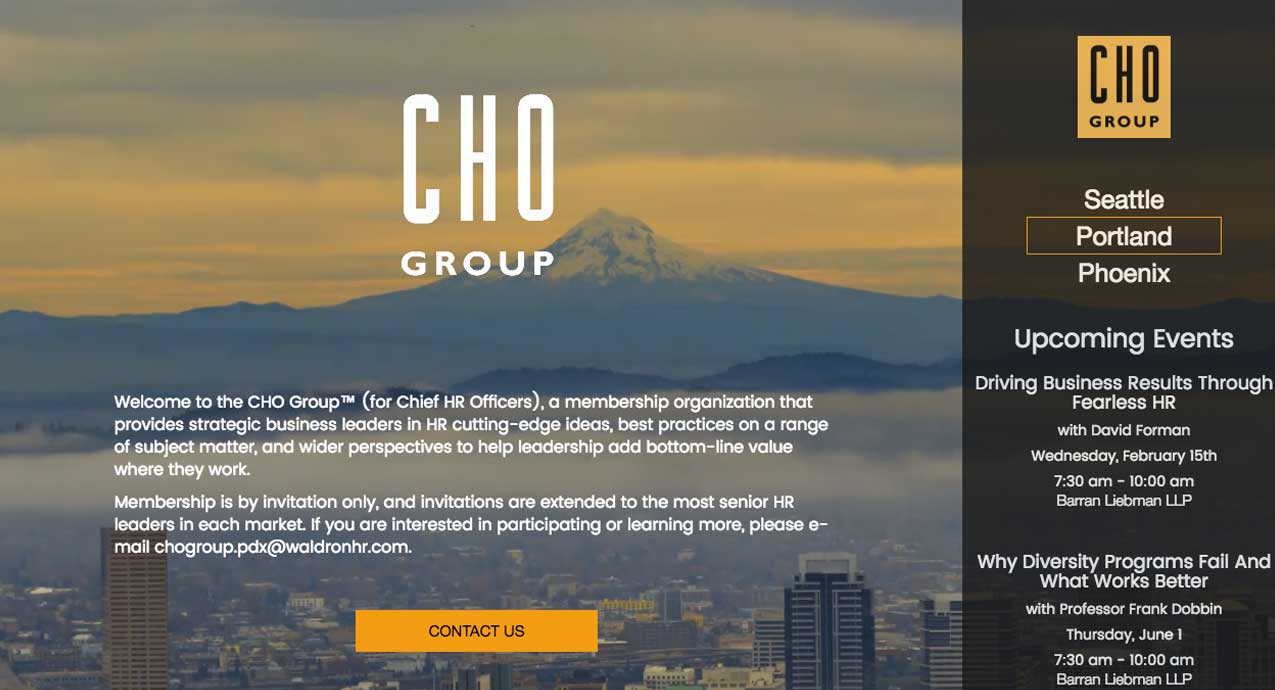 CHO
GROUP
Welcome to the CHO Group™ (for Chief HR Officers), a membership organization that
provides strategic business leaders in HR cutting-edge ideas, best practices on a range
of subject matter, and wider perspectives to help leadership add bottom-line value
where they work.
Membership is by invitation only, and invitations are extended to the most senior HR
leaders in each market. If you are interested in participating or learning more, please e-
mail chogroup.pdx@waldronhr.com.
CONTACT US
CHO
GROUP
Seattle
Portland
Phoenix
Upcoming Events
Driving Business Results Through
Fearless HR
with David Forman
Wednesday, February 15th
7:30 am - 10:00 am
Barran Liebman LLP
Why Diversity Programs Fail And
What Works Better
with Professor Frank Dobbin
Thursday, June 1
7:30 am - 10:00 am
Barran Liebman LLP